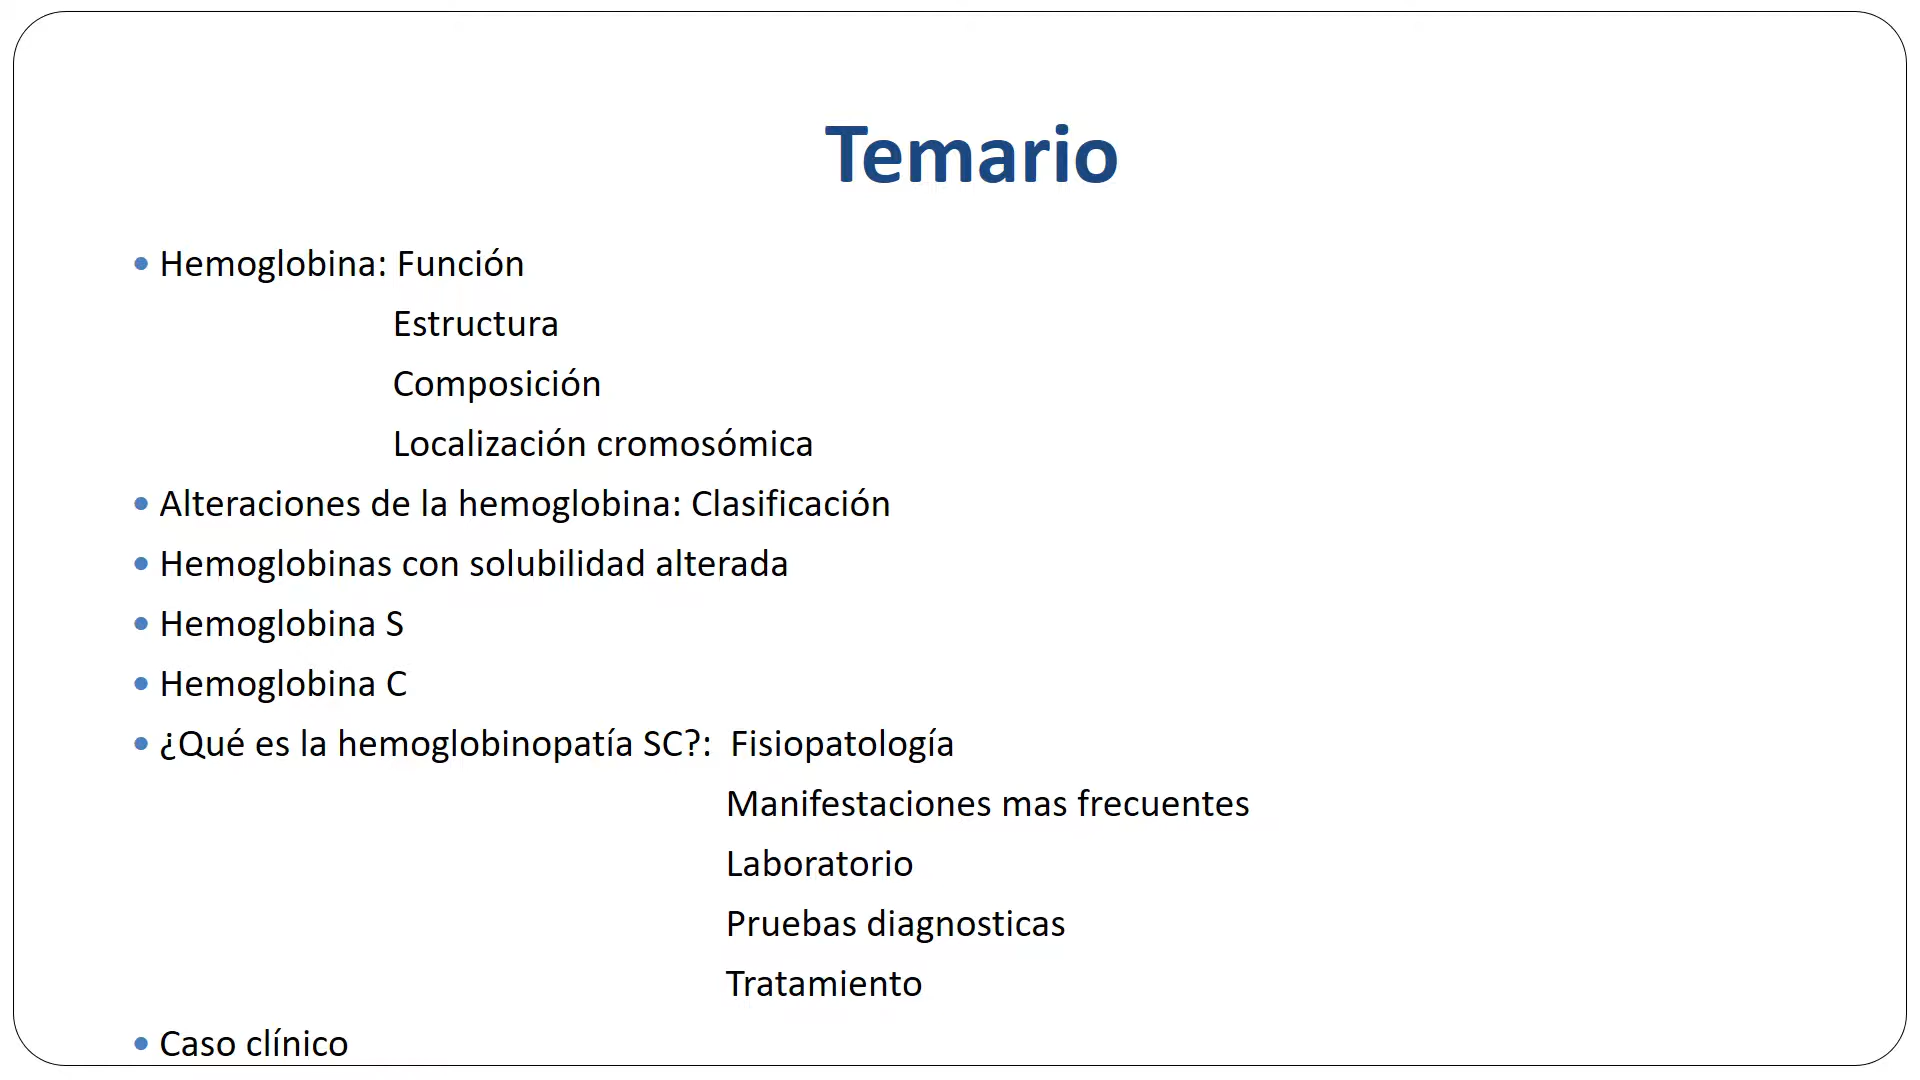 Temario
• Hemoglobina: Función
Estructura
Composición
Localización cromosómica
• Alteraciones de la hemoglobina: Clasificación
• Hemoglobinas con solubilidad alterada
• Hemoglobina S
• Hemoglobina C
• ¿Qué es la hemoglobinopatía SC?: Fisiopatología
Manifestaciones mas frecuentes
Laboratorio
Pruebas diagnosticas
Tratamiento
• Caso clínico